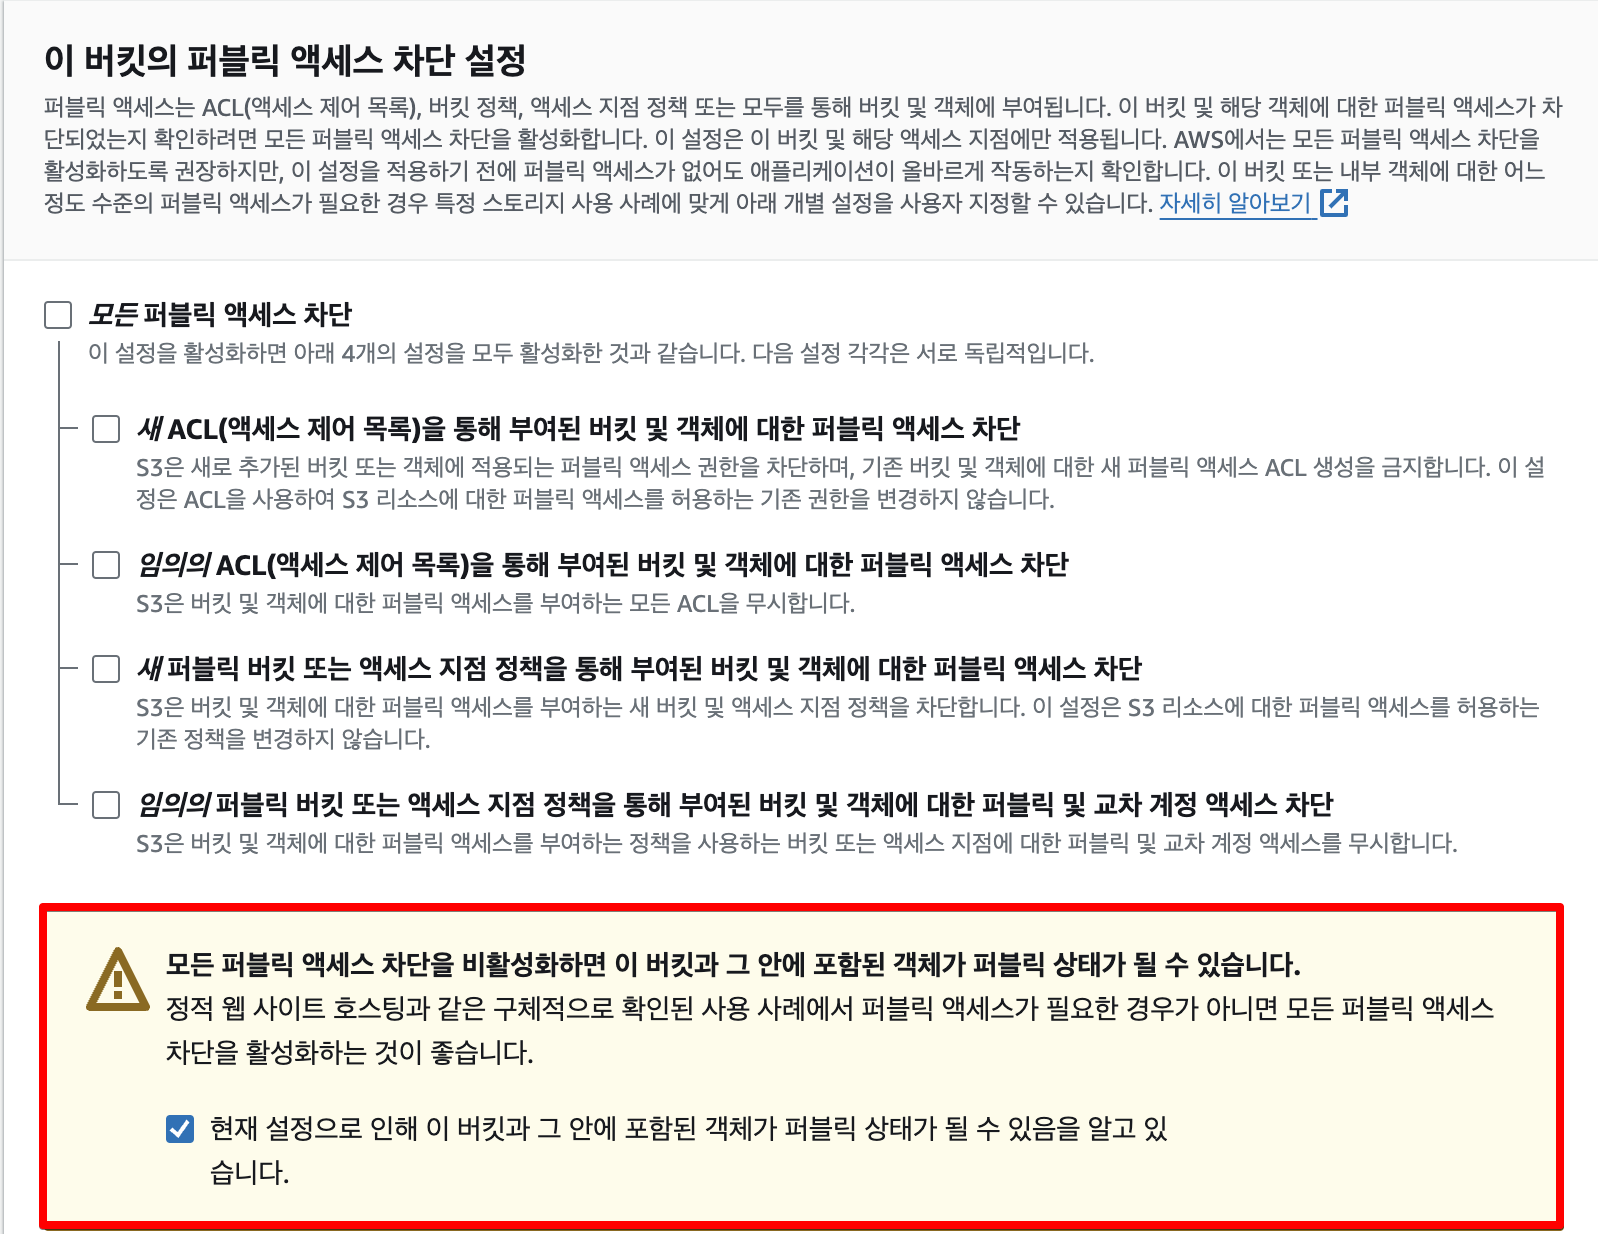 이 버킷의 퍼블릭 액세스 차단 설정
퍼블릭 액세스는 ACL(액세스 제어 목록), 버킷 정책, 액세스 지점 정책 또는 모두를 통해 버킷 및 객체에 부여됩니다. 이 버킷 및 해당 객체에 대한 퍼블릭 액세스가 차
단되었는지 확인하려면 모든 퍼블릭 액세스 차단을 활성화합니다. 이 설정은 이 버킷 및 해당 액세스 지점에만 적용됩니다. AWS에서는 모든 퍼블릭 액세스 차단을
활성화하도록 권장하지만, 이 설정을 적용하기 전에 퍼블릭 액세스가 없어도 애플리케이션이 올바르게 작동하는지 확인합니다. 이 버킷 또는 내부 객체에 대한 어느
정도 수준의 퍼블릭 액세스가 필요한 경우 특정 스토리지 사용 사례에 맞게 아래 개별 설정을 사용자 지정할 수 있습니다. 자세히 알아보기
모든 퍼블릭 액세스 차단
이 설정을 활성화하면 아래 4개의 설정을 모두 활성화한 것과 같습니다. 다음 설정 각각은 서로 독립적입니다.
새 ACL(액세스 제어 목록)을 통해 부여된 버킷 및 객체에 대한 퍼블릭 액세스 차단
S3은 새로 추가된 버킷 또는 객체에 적용되는 퍼블릭 액세스 권한을 차단하며, 기존 버킷 및 객체에 대한 새 퍼블릭 액세스 ACL 생성을 금지합니다. 이 설
정은 ACL을 사용하여 S3 리소스에 대한 퍼블릭 액세스를 허용하는 기존 권한을 변경하지 않습니다.
임의의 ACL(액세스 제어 목록)을 통해 부여된 버킷 및 객체에 대한 퍼블릭 액세스 차단
S3은 버킷 및 객체에 대한 퍼블릭 액세스를 부여하는 모든 ACL을 무시합니다.
새 퍼블릭 버킷 또는 액세스 지점 정책을 통해 부여된 버킷 및 객체에 대한 퍼블릭 액세스 차단
S3은 버킷 및 객체에 대한 퍼블릭 액세스를 부여하는 새 버킷 및 액세스 지점 정책을 차단합니다. 이 설정은 S3 리소스에 대한 퍼블릭 액세스를 허용하는
기존 정책을 변경하지 않습니다.
임의의 퍼블릭 버킷 또는 액세스 지점 정책을 통해 부여된 버킷 및 객체에 대한 퍼블릭 및 교차 계정 액세스 차단
S3은 버킷 및 객체에 대한 퍼블릭 액세스를 부여하는 정책을 사용하는 버킷 또는 액세스 지점에 대한 퍼블릭 및 교차 계정 액세스를 무시합니다.
모든 퍼블릭 액세스 차단을 비활성화하면 이 버킷과 그 안에 포함된 객체가 퍼블릭 상태가 될 수 있습니다.
정적 웹 사이트 호스팅과 같은 구체적으로 확인된 사용 사례에서 퍼블릭 액세스가 필요한 경우가 아니면 모든 퍼블릭 액세스
차단을 활성화하는 것이 좋습니다.
현재 설정으로 인해 이 버킷과 그 안에 포함된 객체가 퍼블릭 상태가 될 수 있음을 알고 있
습니다.